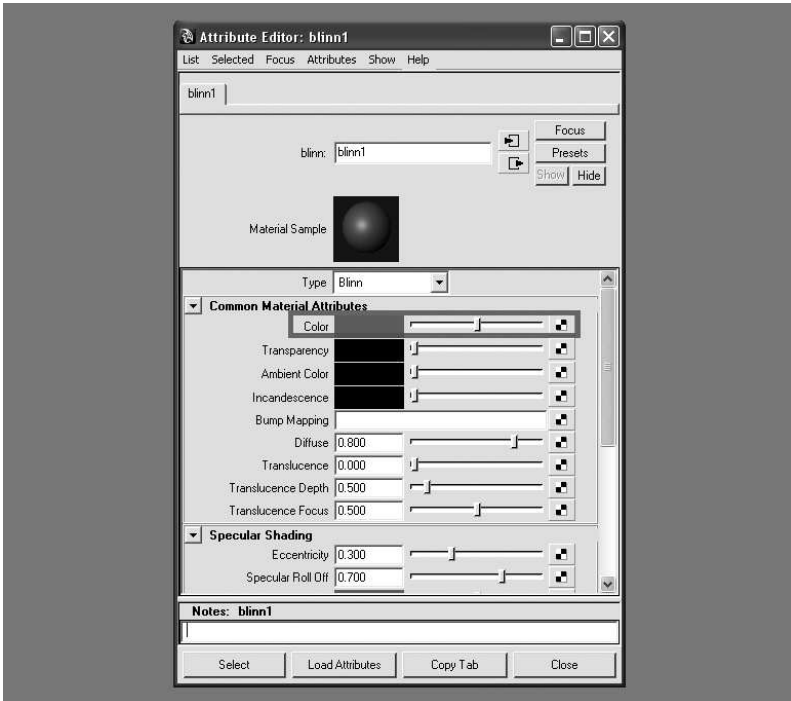 Attribute Editor: blinn1
List Selected Focus Attributes Show Help
blinn1
Focus
blinn: blinn1
Presets
Show Hide
Material Sample
Type Blinn
Common Material Attributes
Color
Transparency
Ambient Color
Incandescence
Bump Mapping
Diffuse 0.800
Translucence 0.000
Translucence Depth 0.500
Translucence Focus 0.500
Specular Shading
Eccentricity 0.300
Specular Roll Off 0.700
Notes: blinn1
Select Load Attributes Copy Tab Close